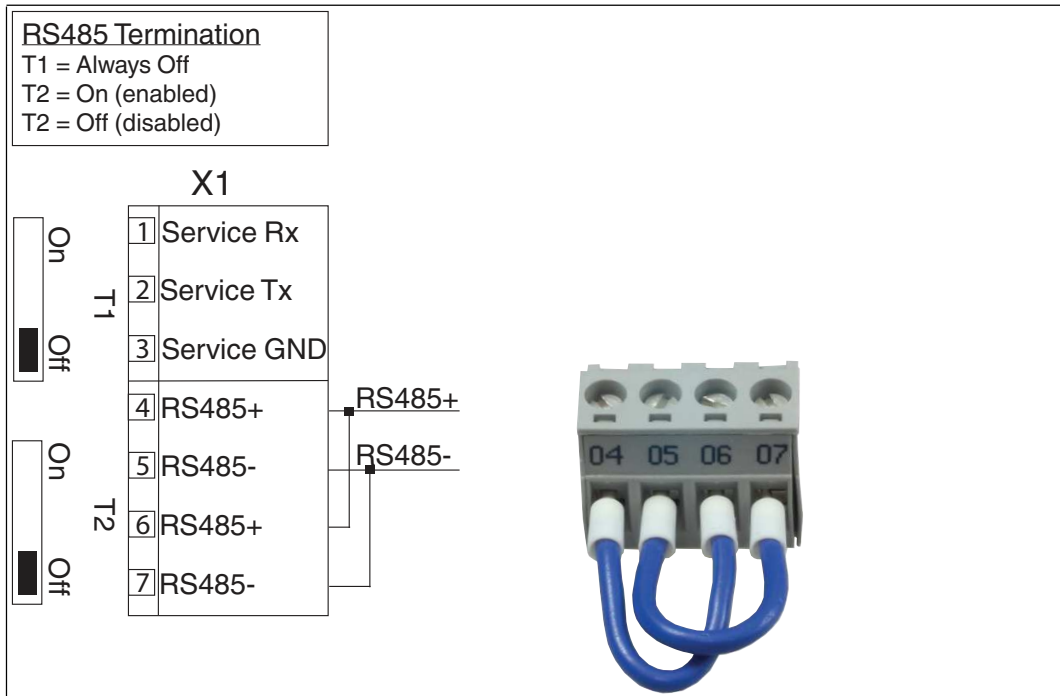 RS485 Termination
T1 = Always Off
T2 = On (enabled)
T2 = Off (disabled)
X1
On
Off
T1
1 Service Rx
2 Service Tx
3 Service GND
4 RS485+
5 RS485-
6 RS485+
7 RS485-
On
Off
T2
RS485+
RS485-
04 05 06 07